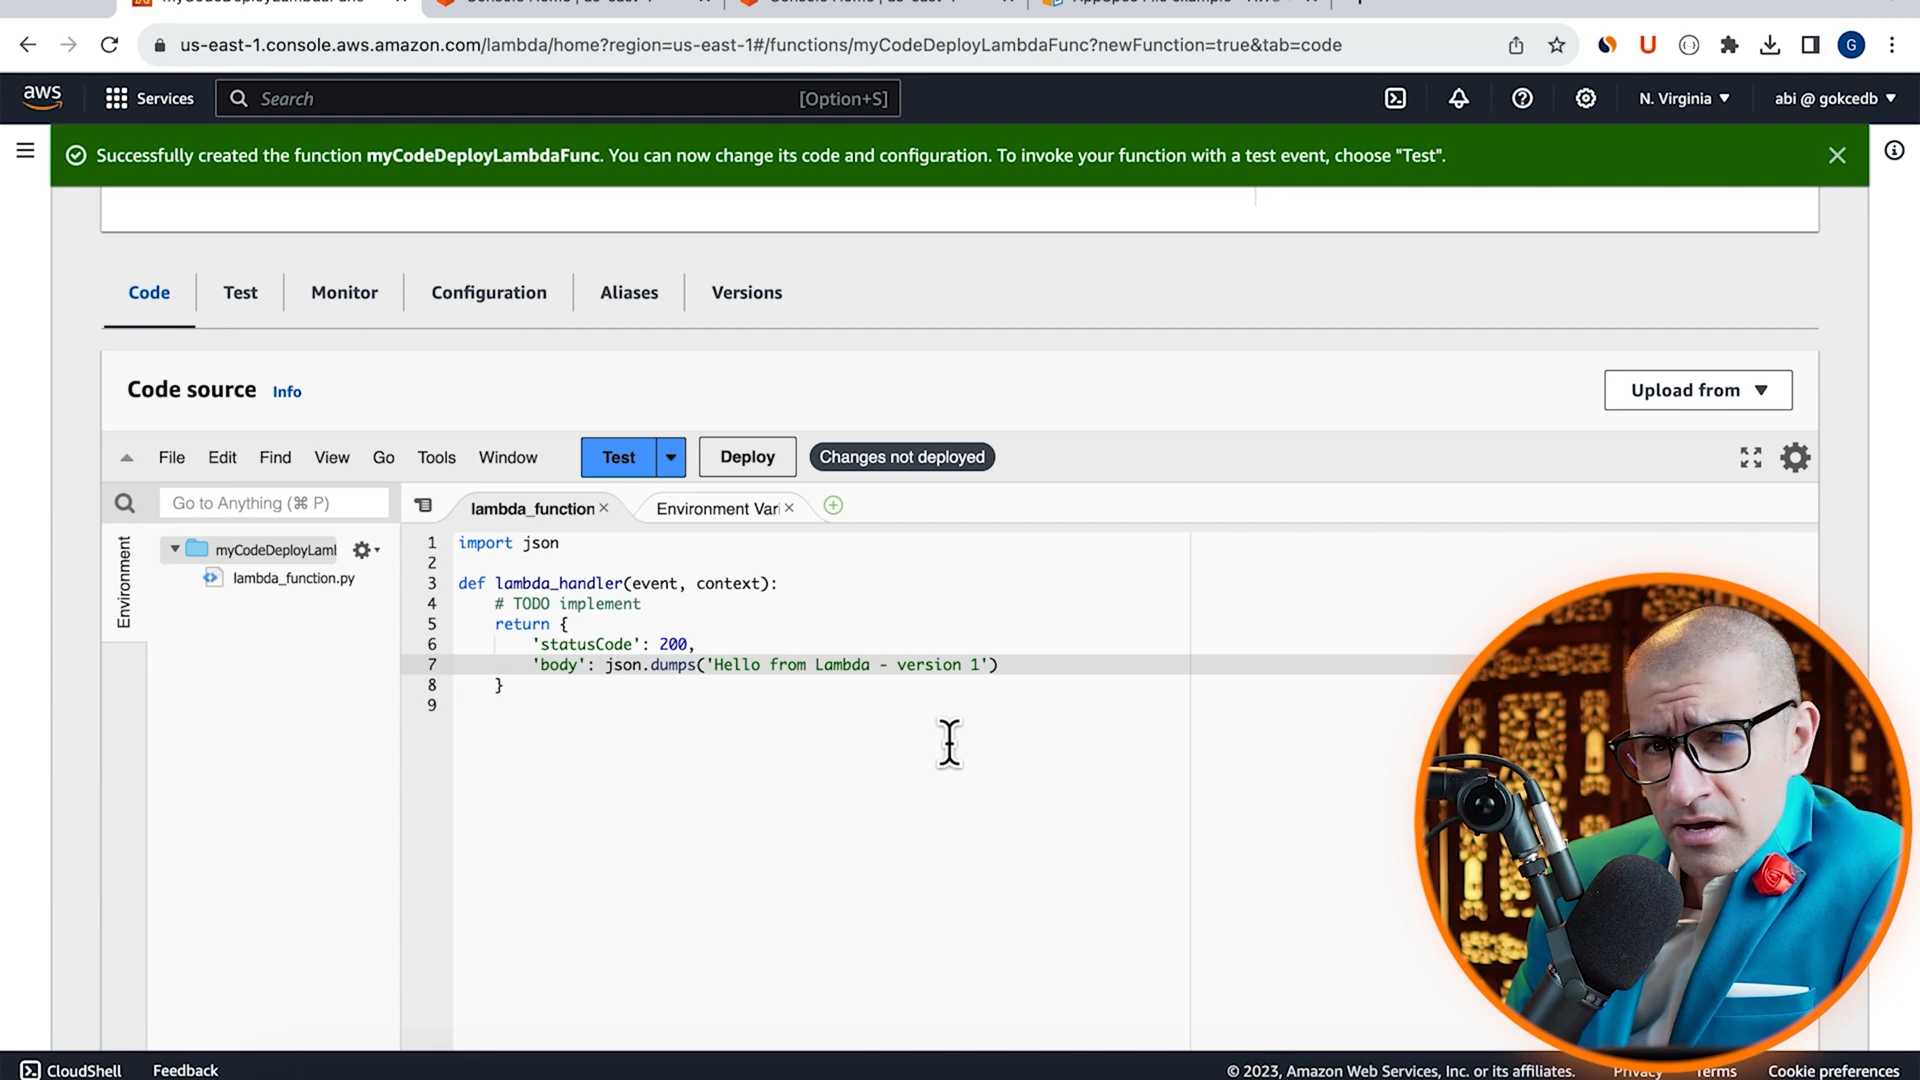 us-east-1.console.aws.amazon.com/lambda/home?region=us-east-1#/functions/myCodeDeployLambdaFunc?newFunction=true&tab=code
G
aws
Services
Search
[Option+S]
N. Virginia
abi @ gokcedb
Successfully created the function myCodeDeployLambdaFunc. You can now change its code and configuration. To invoke your function with a test event, choose "Test".
Code
Test
Monitor
Configuration
Aliases
Versions
Code source
Info
Upload from
File
Edit
Find
View
Go
Tools
Window
Test
Deploy
Changes not deployed
Go to Anything (⌘ P)
lambda_function
Environment Vari
Environment
myCodeDeployLaml
lambda_function.py
1 import json
2
3 def lambda_handler(event, context):
4 # TODO implement
5 return {
6 'statusCode': 200,
7 'body': json.dumps('Hello from Lambda - version 1')
8 }
9
CloudShell
Feedback
© 2023, Amazon Web Services, Inc. or its affiliates.
Privacy
Terms
Cookie preferences